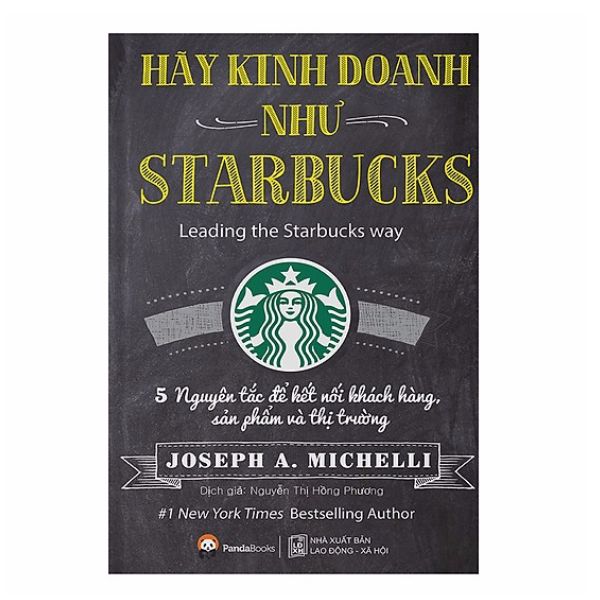 HÃY KINH DOANH
NHƯ
STARBUCKS
Leading the Starbucks way
5 Nguyên tắc để kết nối khách hàng,
sản phẩm và thị trường
JOSEPH A. MICHELLI
Dịch giả: Nguyễn Thị Hồng Phương
#1 New York Times Bestselling Author
PandaBooks
LĐ
XH
NHÀ XUẤT BẢN
LAO ĐỘNG - XÃ HỘI